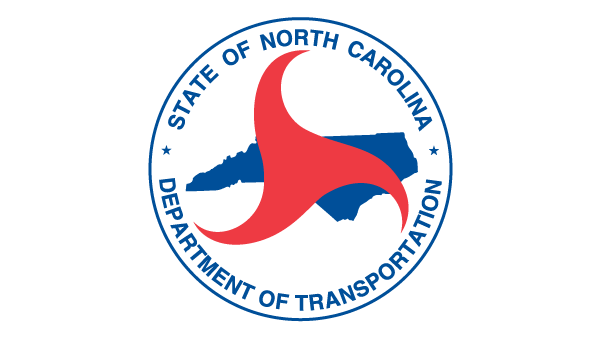 STATE OF NORTH CAROLINA
DEPARTMENT OF TRANSPORTATION